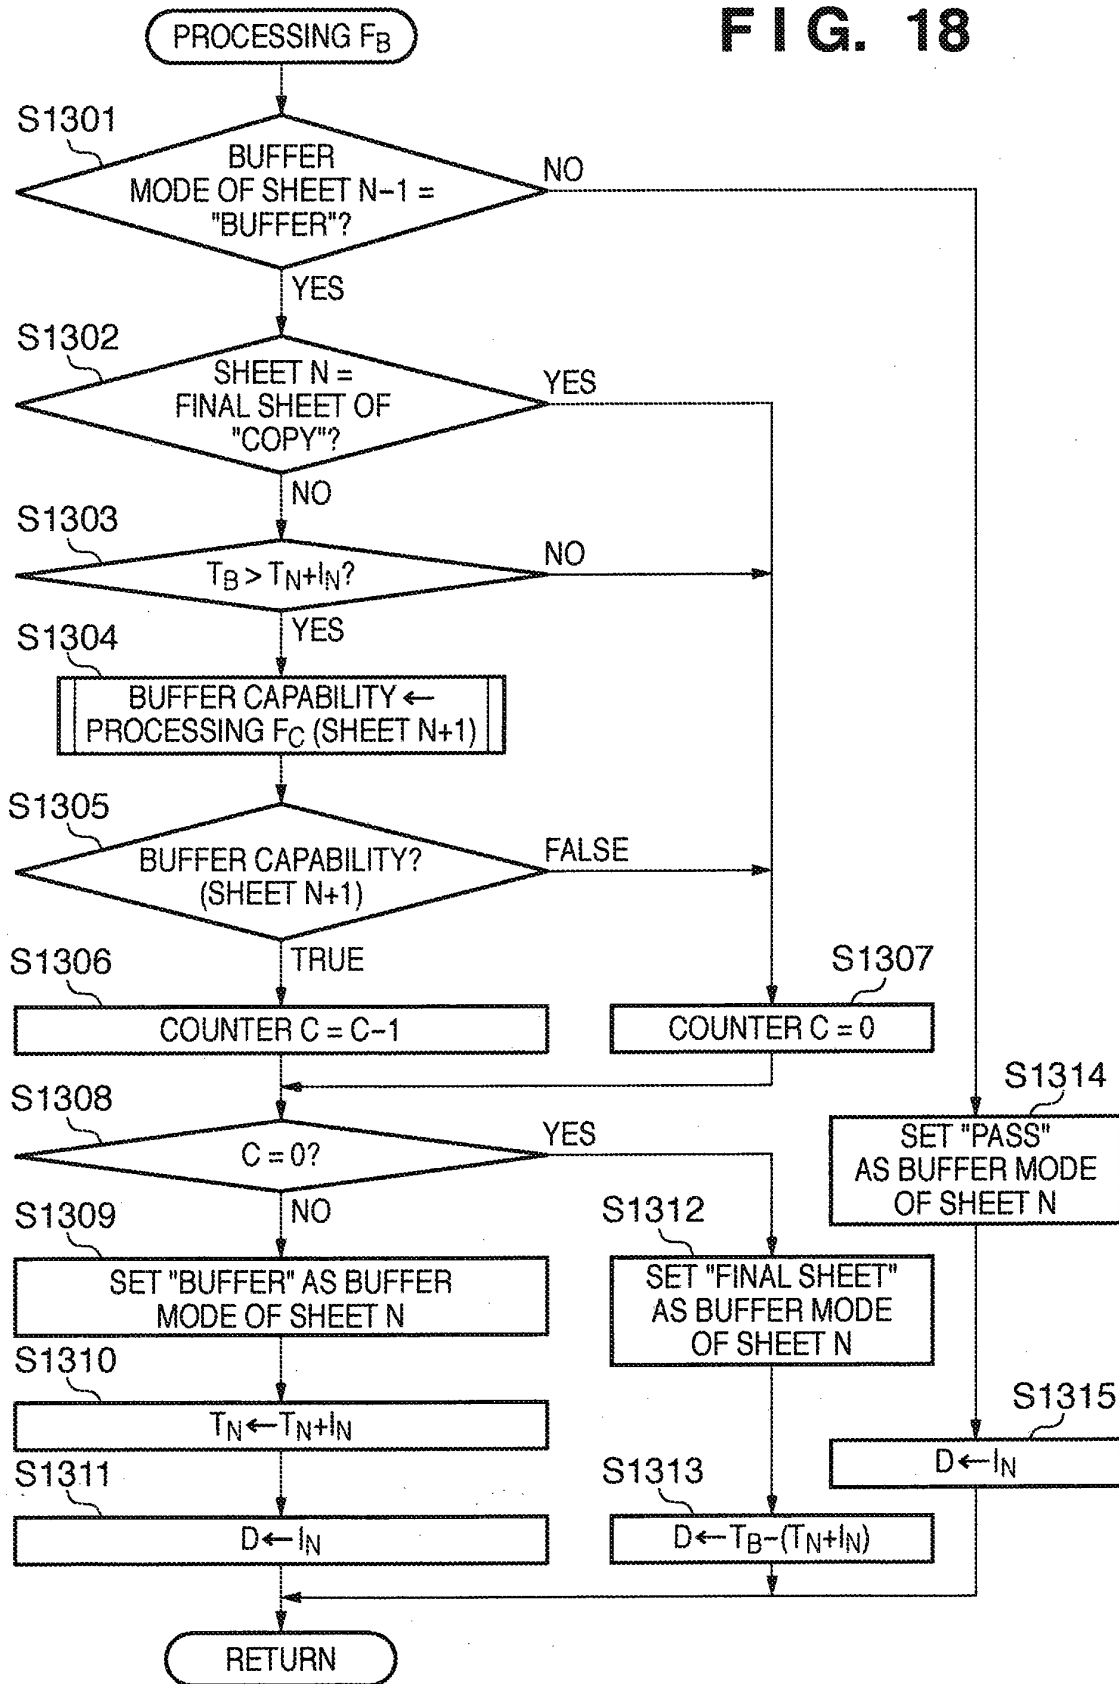 PROCESSING FB
FIG. 18
S1301
BUFFER
MODE OF SHEET N-1 =
"BUFFER"?
NO
YES
S1302
SHEET N =
FINAL SHEET OF
"COPY"?
YES
NO
S1303
TB > TN+IN?
NO
YES
S1304
BUFFER CAPABILITY ←
PROCESSING FC (SHEET N+1)
S1305
BUFFER CAPABILITY?
(SHEET N+1)
FALSE
TRUE
S1306
COUNTER C = C-1
S1307
COUNTER C = 0
S1308
C = 0?
YES
NO
S1314
SET "PASS"
AS BUFFER MODE
OF SHEET N
S1309
SET "BUFFER" AS BUFFER
MODE OF SHEET N
S1312
SET "FINAL SHEET"
AS BUFFER MODE
OF SHEET N
S1310
TN←TN+IN
S1315
D←IN
S1311
D←IN
S1313
D←TB-(TN+IN)
RETURN